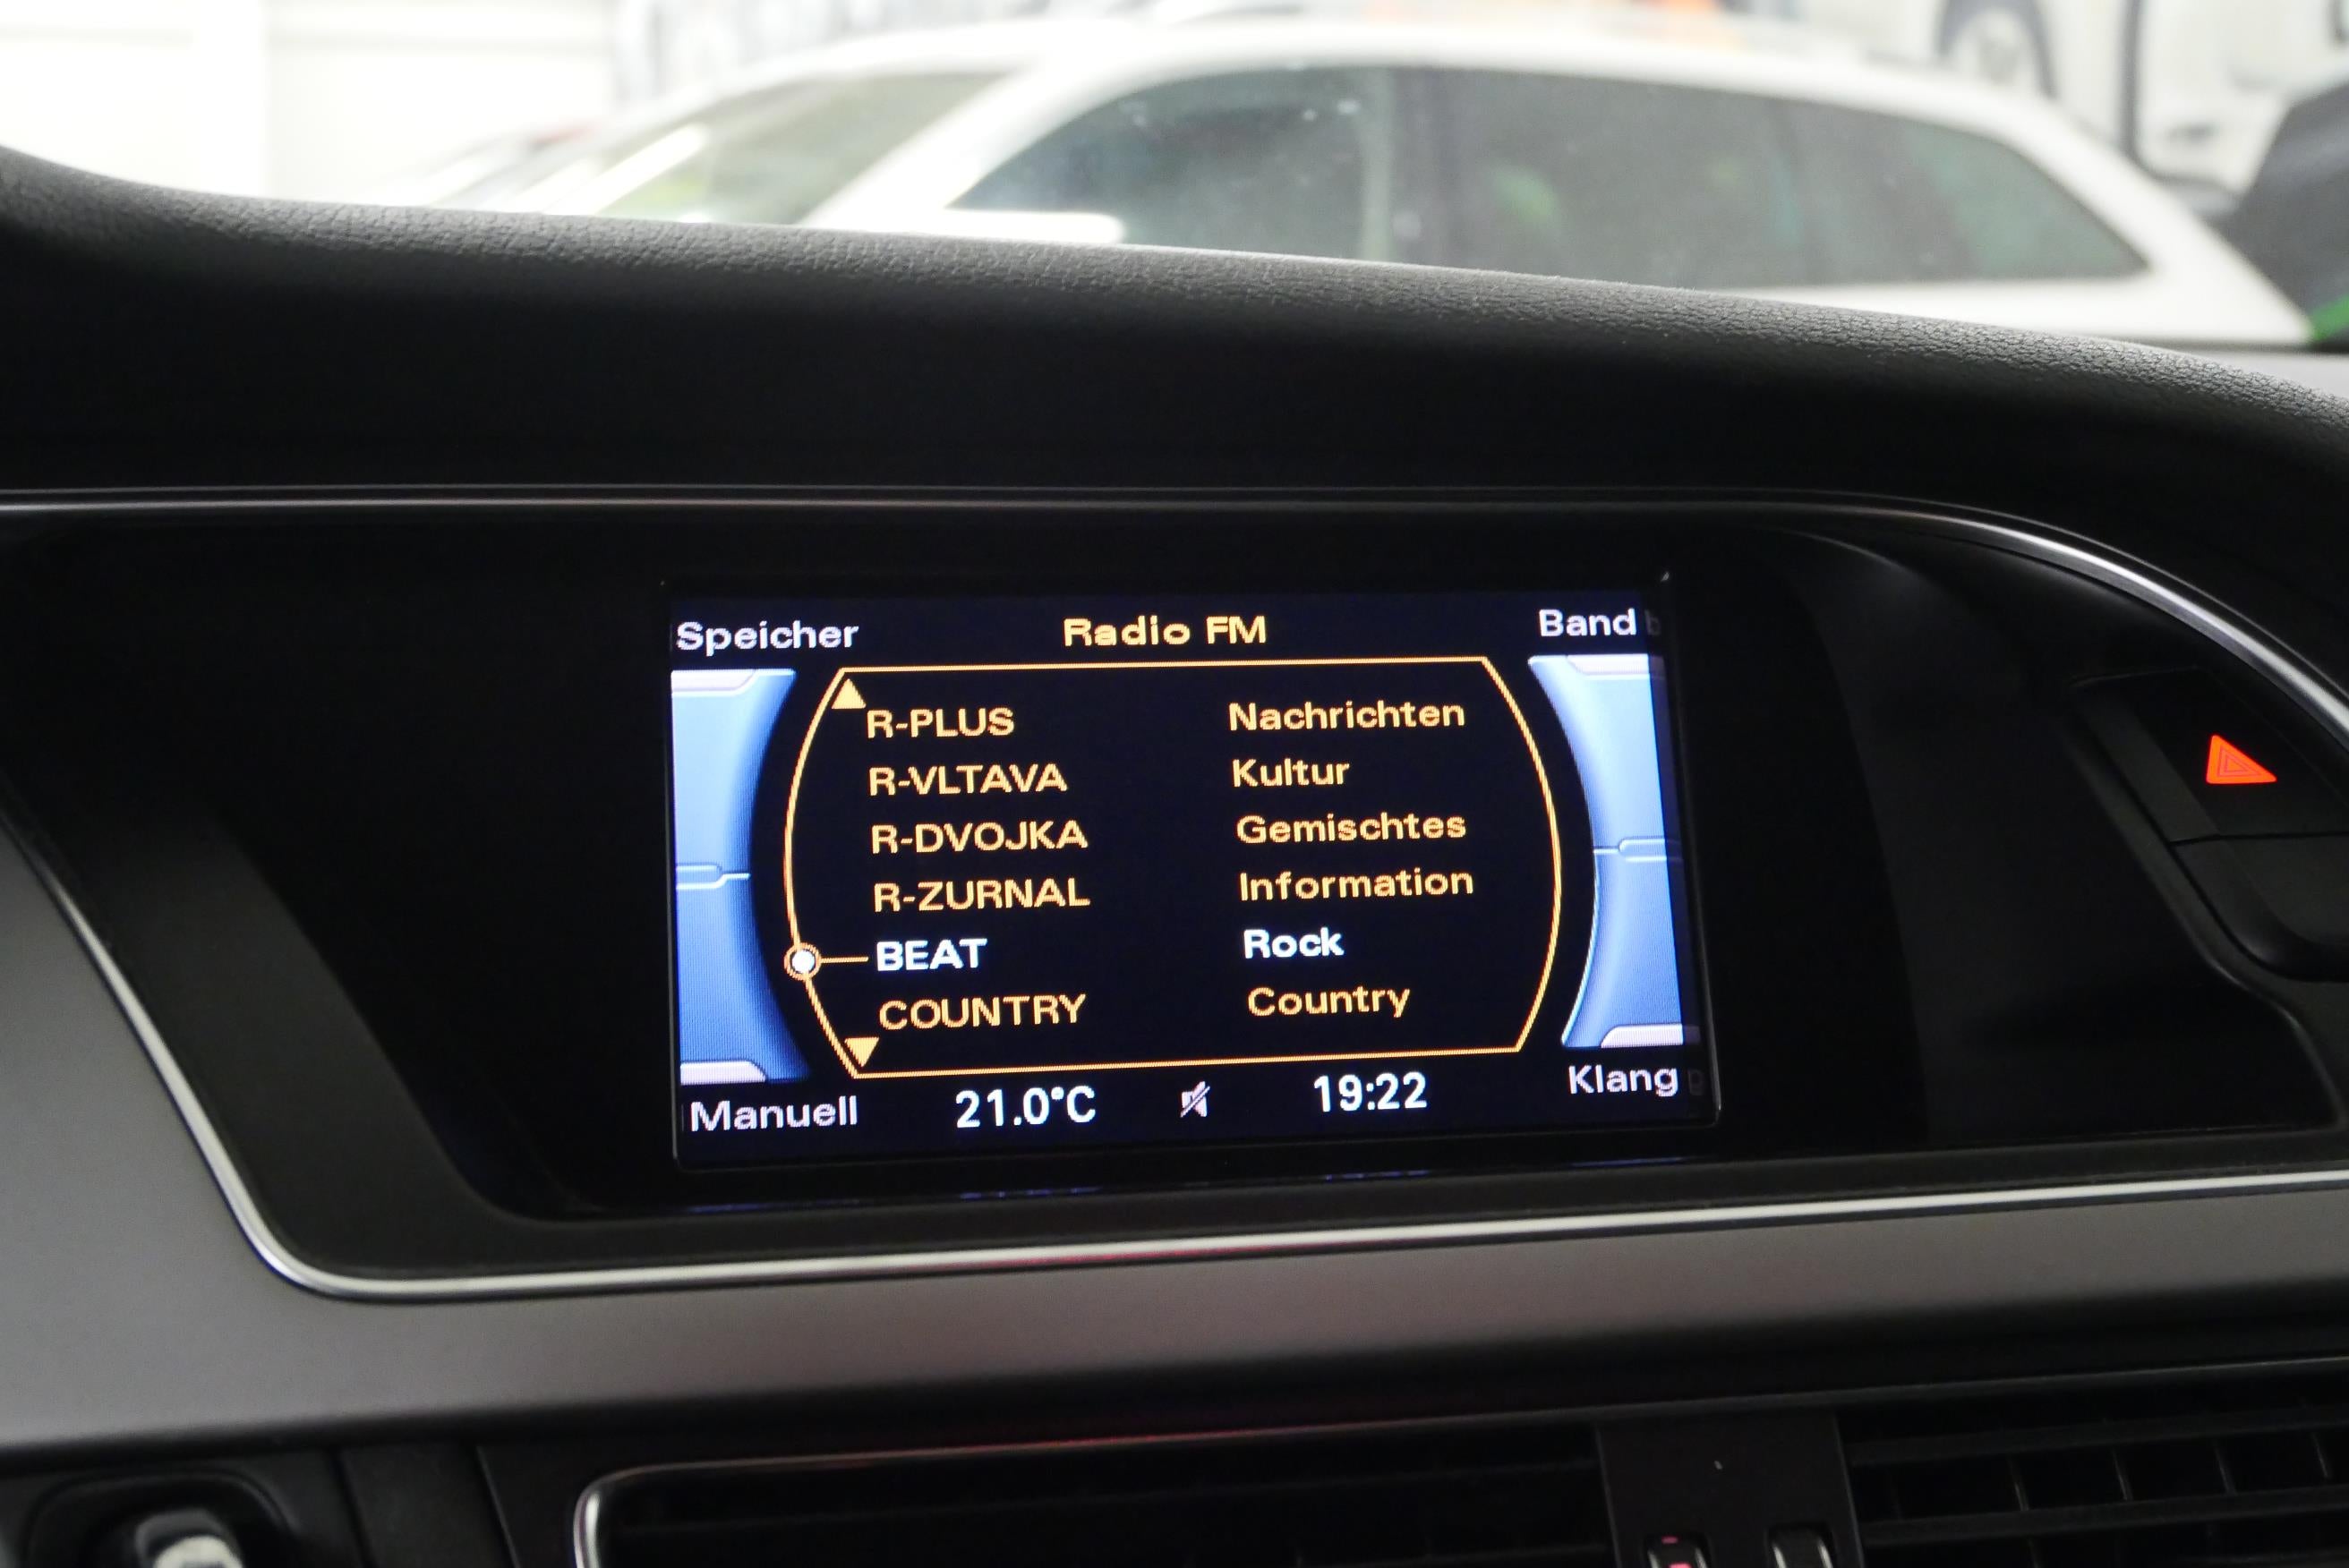 Speicher Radio FM Band
R-PLUS Nachrichten
R-VLTAVA Kultur
R-DVOJKA Gemischtes
R-ZURNAL Information
BEAT Rock
COUNTRY Country
Manuell 21.0°C 19:22 Klang